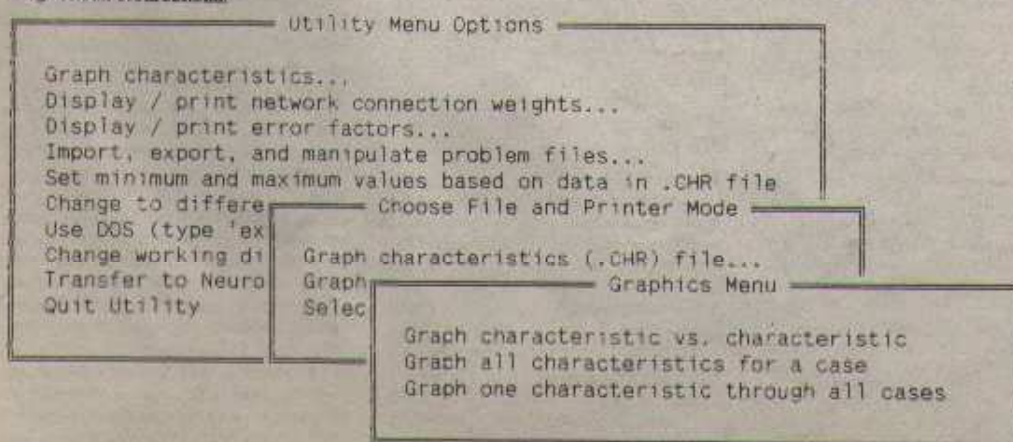 Utility Menu Options
Graph characteristics...
Display / print network connection weights...
Display / print error factors...
Import, export, and manipulate problem files...
Set minimum and maximum values based on data in .CHR file
Change to differe
Choose File and Printer Mode
Use DOS (type 'ex
Change working di
Graph characteristics (.CHR) file...
Transfer to Neuro
Graph
Graphics Menu
Quit Utility
Selec
Graph characteristic vs. characteristic
Graph all characteristics for a case
Graph one characteristic through all cases